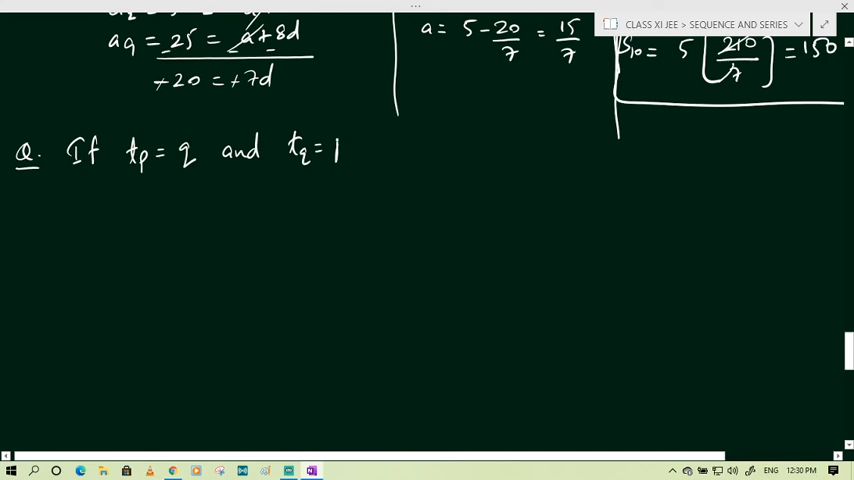 CLASS XI JEE > SEQUENCE AND SERIES
a9 = 25 = a + 8d
+20 = +7d
a = 5 - 20/7 = 15/7
S10 = 5 [210/7] = 150
Q. If tp = q and tq = 1
ENG 12:30 PM